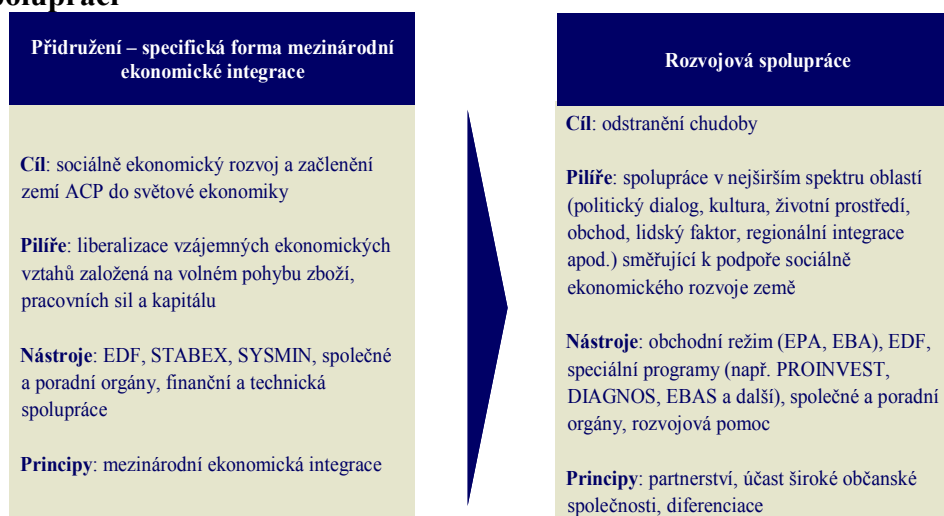 Přidružení – specifická forma mezinárodní
ekonomické integrace
Cíl: sociálně ekonomický rozvoj a začlenění
zemí ACP do světové ekonomiky
Pilíře: liberalizace vzájemných ekonomických
vztahů založená na volném pohybu zboží,
pracovních sil a kapitálu
Nástroje: EDF, STABEX, SYSMIN, společné
a poradní orgány, finanční a technická
spolupráce
Principy: mezinárodní ekonomická integrace
Rozvojová spolupráce
Cíl: odstranění chudoby
Pilíře: spolupráce v nejširším spektru oblastí
(politický dialog, kultura, životní prostředí,
obchod, lidský faktor, regionální integrace
apod.) směřující k podpoře sociálně
ekonomického rozvoje země
Nástroje: obchodní režim (EPA, EBA), EDF,
speciální programy (např. PROINVEST,
DIAGNOS, EBAS a další), společné a poradní
orgány, rozvojová pomoc
Principy: partnerství, účast široké občanské
společnosti, diferenciace